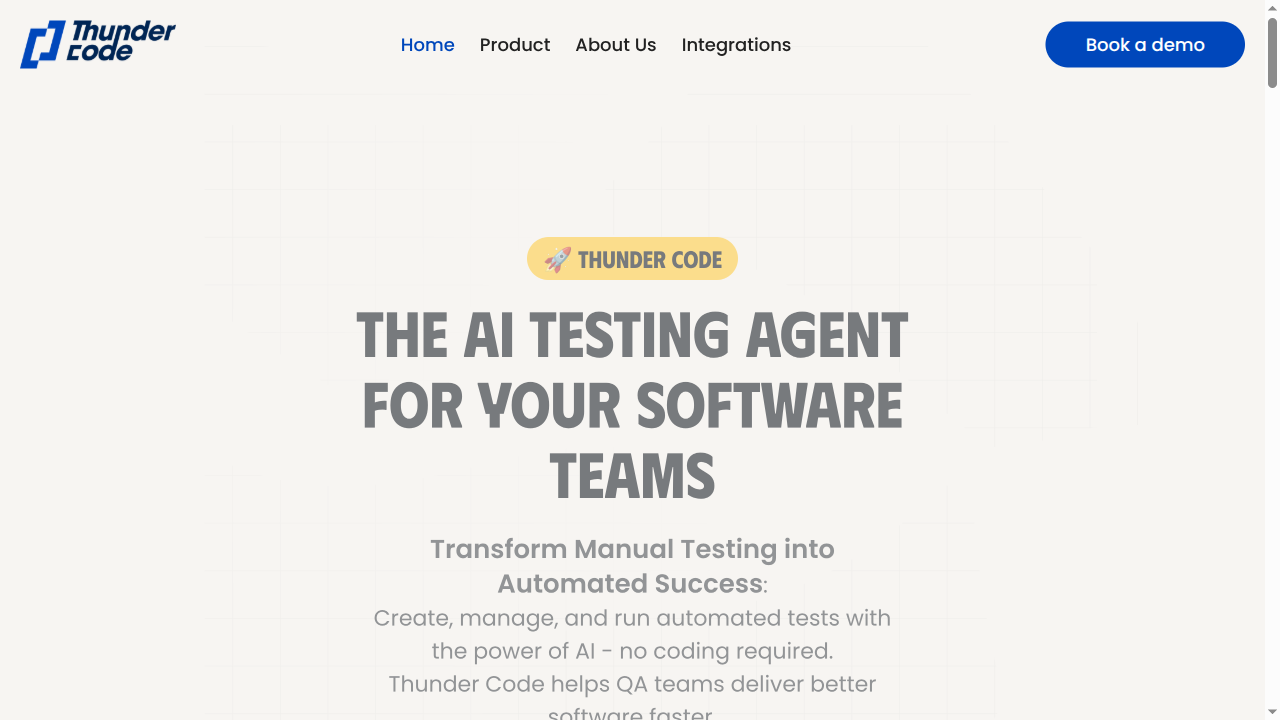 Thunder
code
Home
Product
About Us
Integrations
Book a demo
🚀 THUNDER CODE
THE AI TESTING AGENT
FOR YOUR SOFTWARE
TEAMS
Transform Manual Testing into
Automated Success:
Create, manage, and run automated tests with
the power of AI - no coding required.
Thunder Code helps QA teams deliver better
software faster